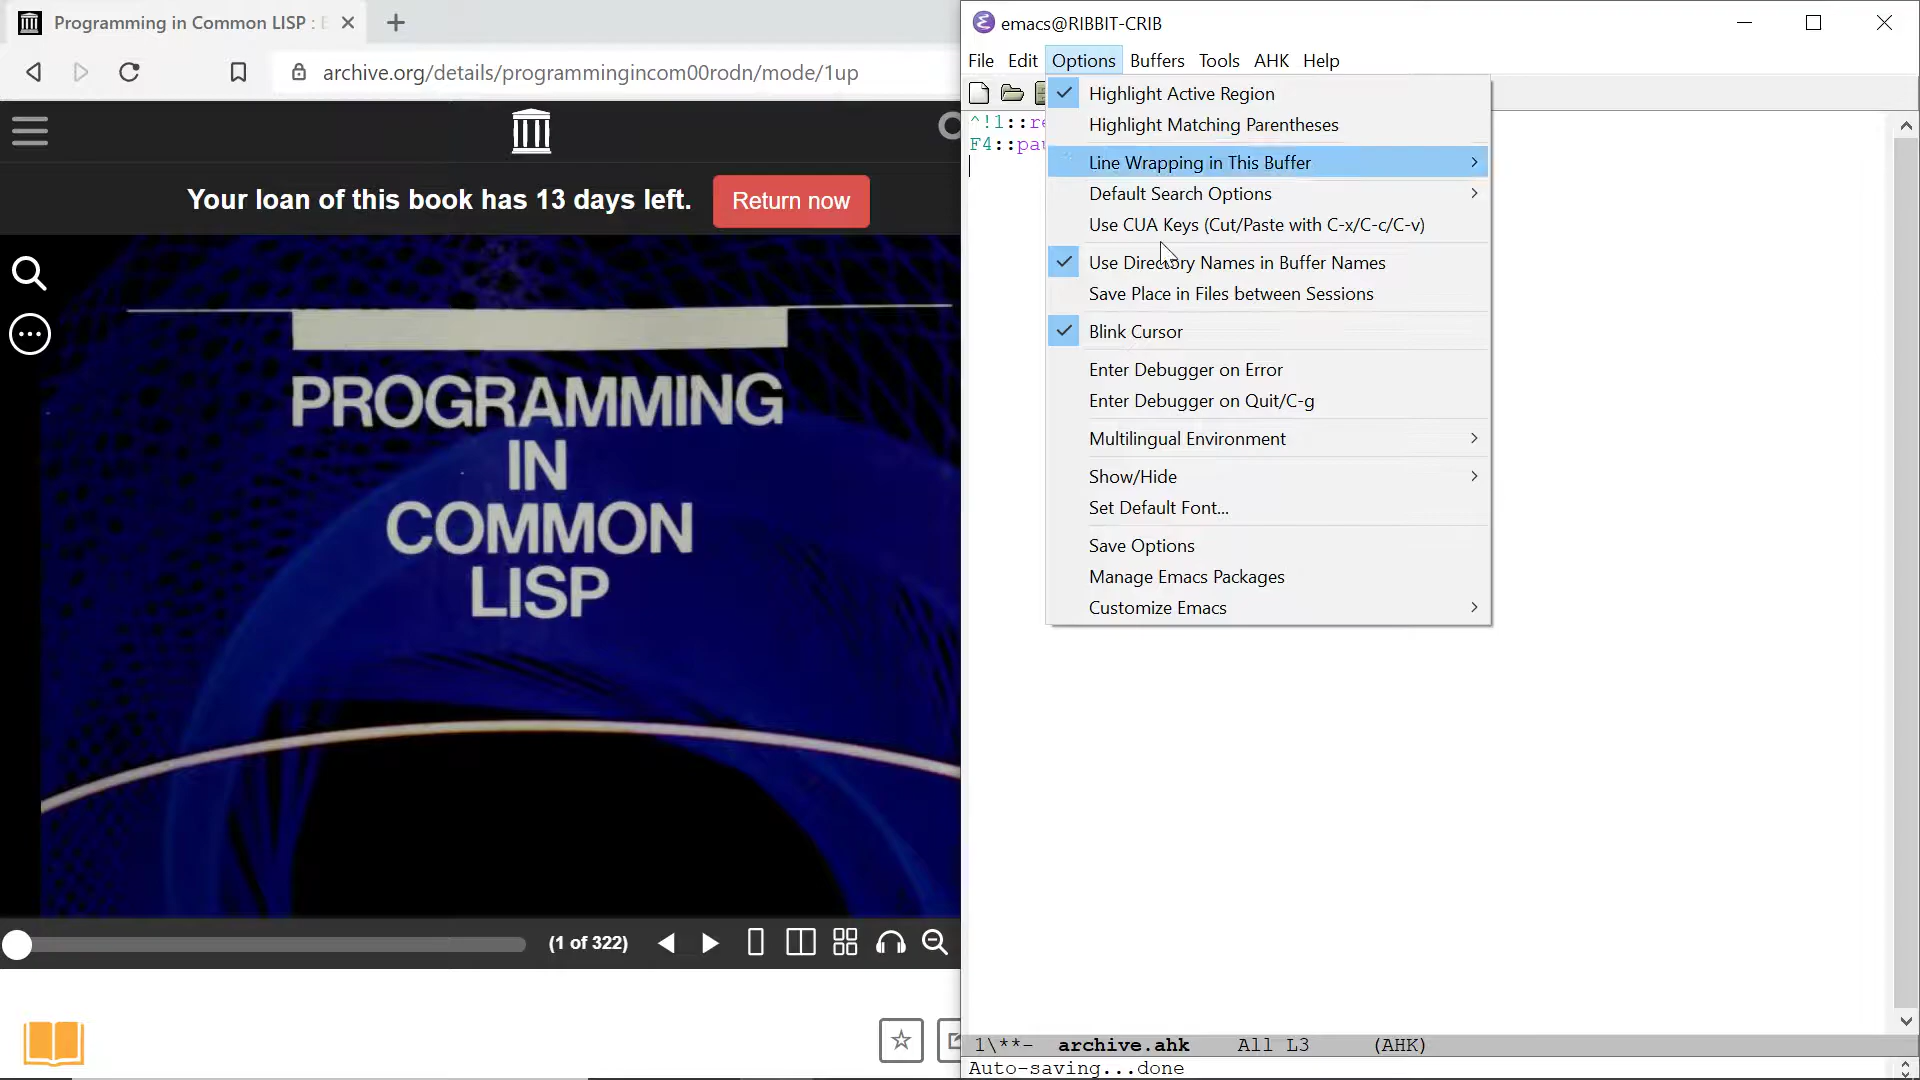 Programming in Common LISP :
archive.org/details/programmingincom00rodn/mode/1up
Your loan of this book has 13 days left.
Return now
PROGRAMMING
IN
COMMON
LISP
(1 of 322)
emacs@RIBBIT-CRIB
File Edit Options Buffers Tools AHK Help
^!1::re
F4::pau
Highlight Active Region
Highlight Matching Parentheses
Line Wrapping in This Buffer
Default Search Options
Use CUA Keys (Cut/Paste with C-x/C-c/C-v)
Use Directory Names in Buffer Names
Save Place in Files between Sessions
Blink Cursor
Enter Debugger on Error
Enter Debugger on Quit/C-g
Multilingual Environment
Show/Hide
Set Default Font...
Save Options
Manage Emacs Packages
Customize Emacs
1\**- archive.ahk All L3 (AHK)
Auto-saving...done